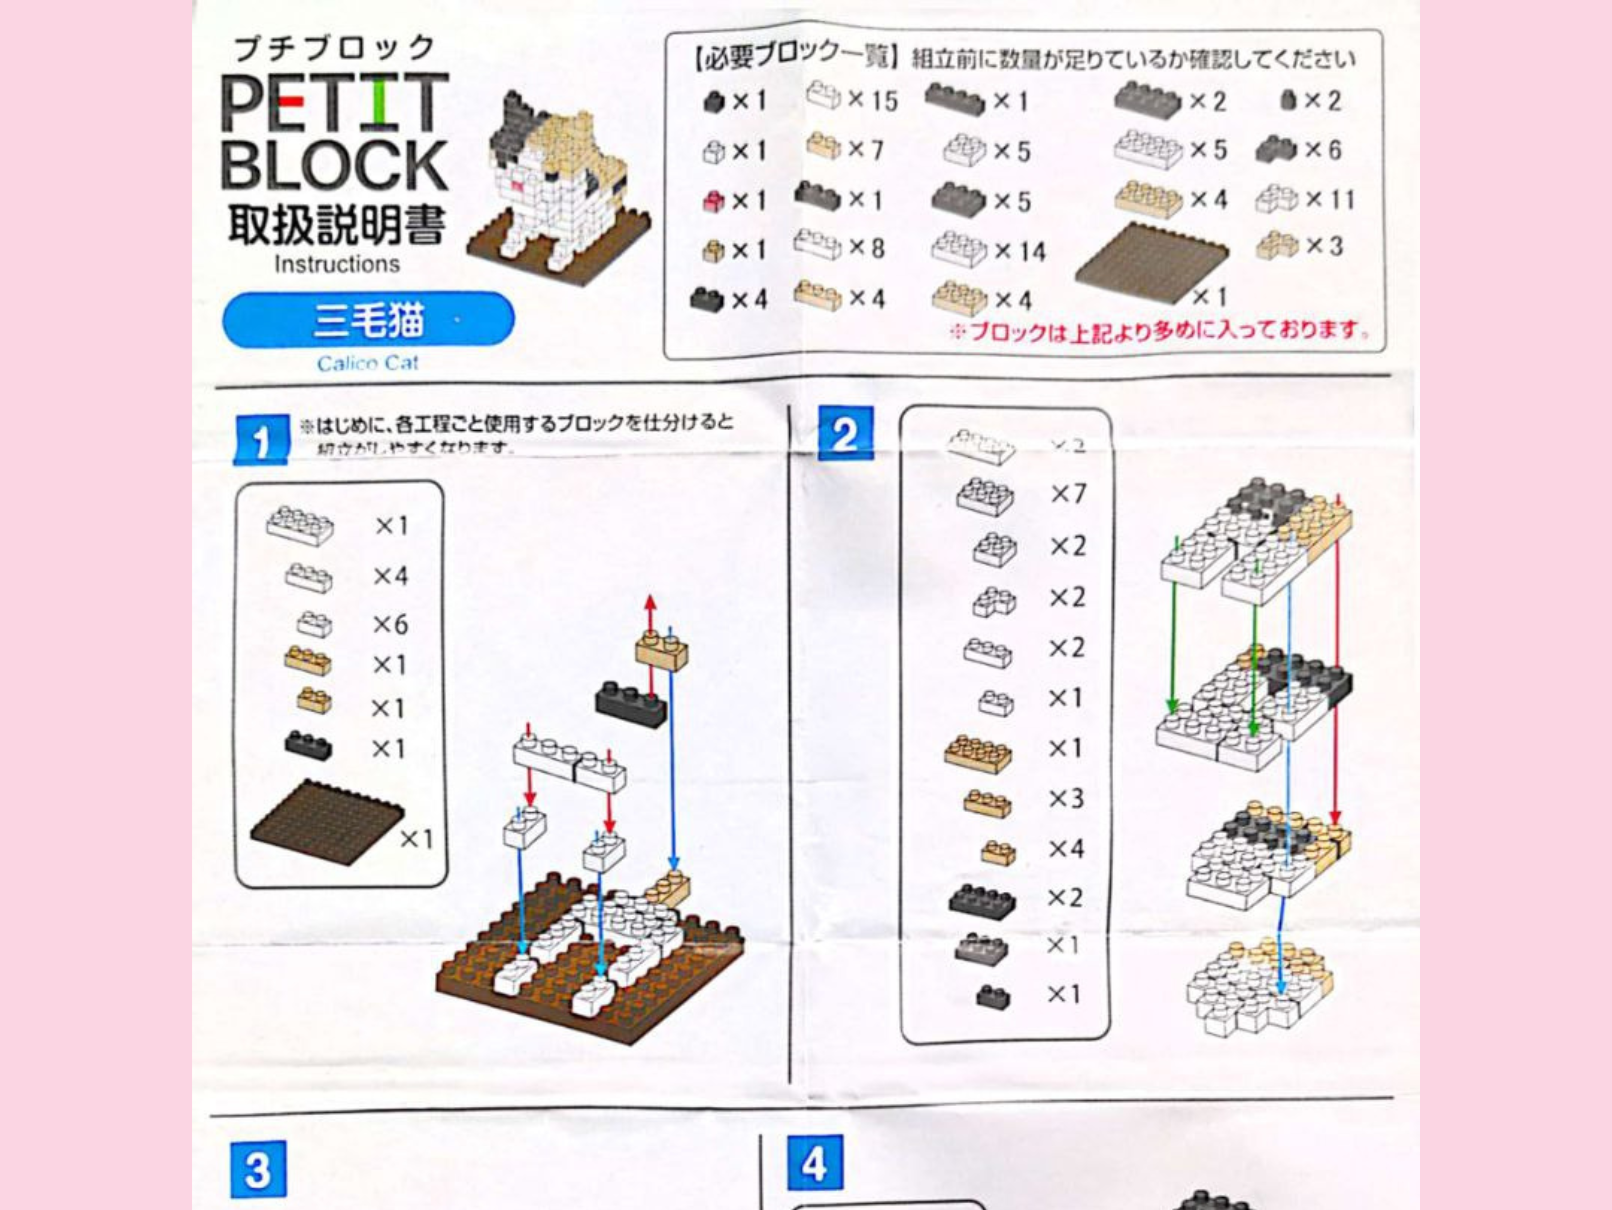 プチブロック
PETIT
BLOCK
取扱説明書
Instructions
三毛猫
Calico Cat
【必要ブロック一覧】組立前に数量が足りているか確認してください
×1 ×15 ×1 ×2 ×2
×1 ×7 ×5 ×5 ×6
×1 ×1 ×5 ×4 ×11
×1 ×8 ×14 ×3
×4 ×4 ×4 ×1
※ブロックは上記より多めに入っております。
1
※はじめに、各工程ごと使用するブロックを仕分けると
組立がしやすくなります。
×1
×4
×6
×1
×1
×1
×1
2
×2
×7
×2
×2
×2
×1
×1
×3
×4
×2
×1
×1
3
4